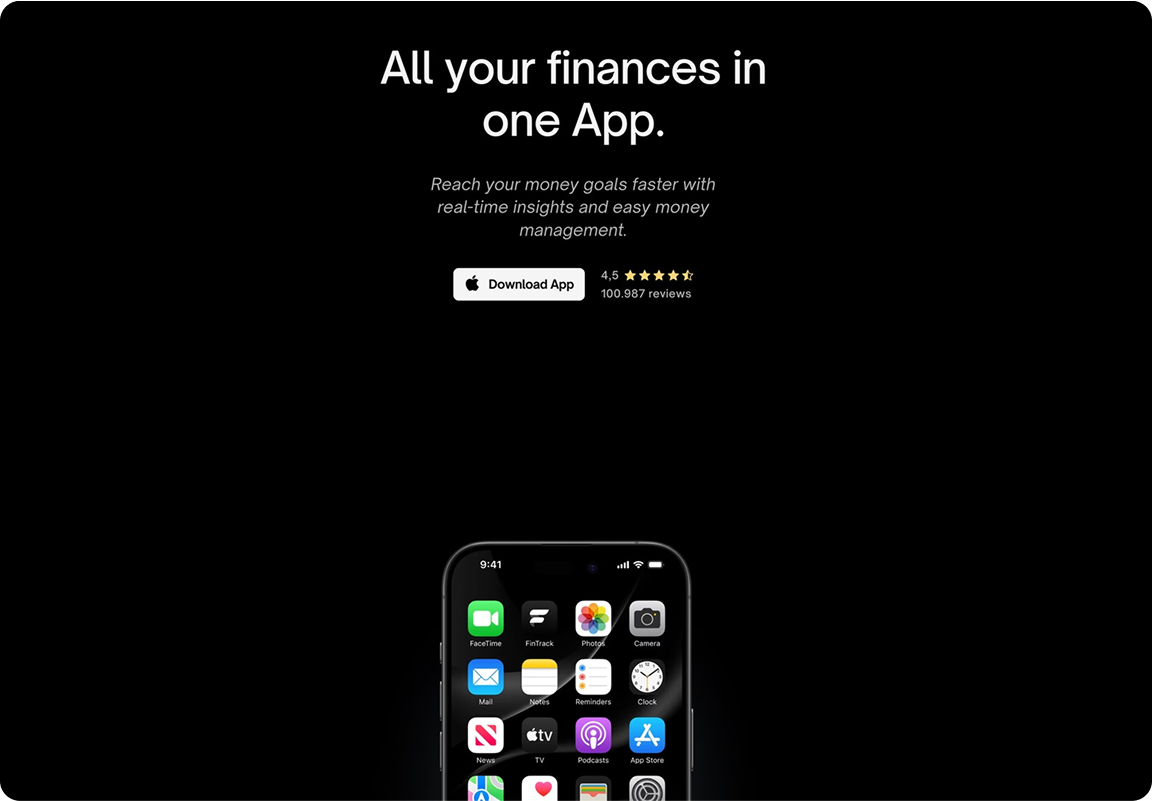 All your finances in
one App.
Reach your money goals faster with
real-time insights and easy money
management.
Download App
4,5
100.987 reviews
9:41
FaceTime FinTrack Photos Camera
Mail Notes Reminders Clock
tv
News TV Podcasts App Store